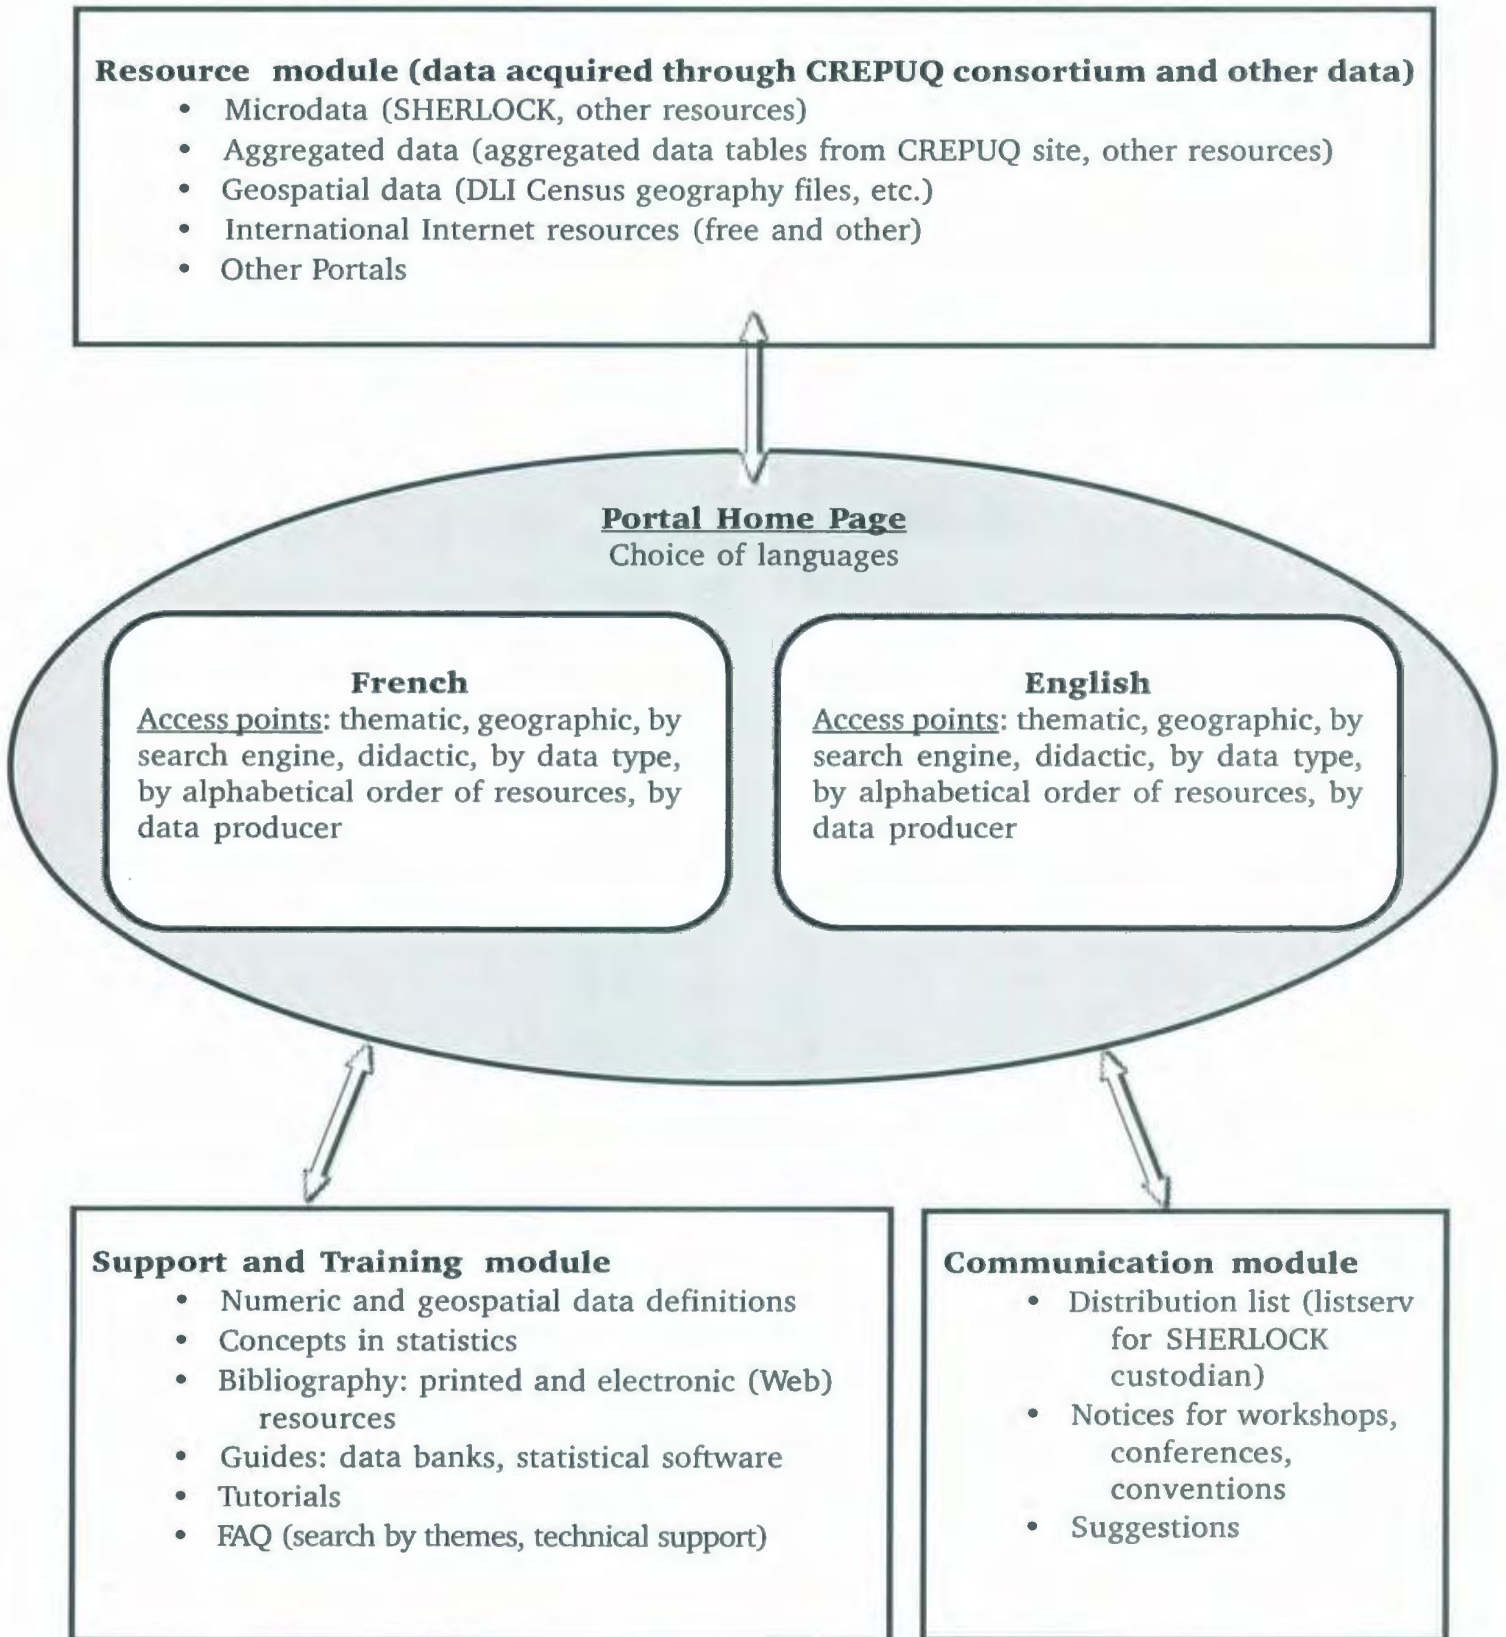 Resource module (data acquired through CREPUQ consortium and other data)
• Microdata (SHERLOCK, other resources)
• Aggregated data (aggregated data tables from CREPUQ site, other resources)
• Geospatial data (DLI Census geography files, etc.)
• International Internet resources (free and other)
• Other Portals
Portal Home Page
Choice of languages
French
Access points: thematic, geographic, by
search engine, didactic, by data type,
by alphabetical order of resources, by
data producer
English
Access points: thematic, geographic, by
search engine, didactic, by data type,
by alphabetical order of resources, by
data producer
Support and Training module
• Numeric and geospatial data definitions
• Concepts in statistics
• Bibliography: printed and electronic (Web)
resources
• Guides: data banks, statistical software
• Tutorials
• FAQ (search by themes, technical support)
Communication module
• Distribution list (listserv
for SHERLOCK
custodian)
• Notices for workshops,
conferences,
conventions
• Suggestions